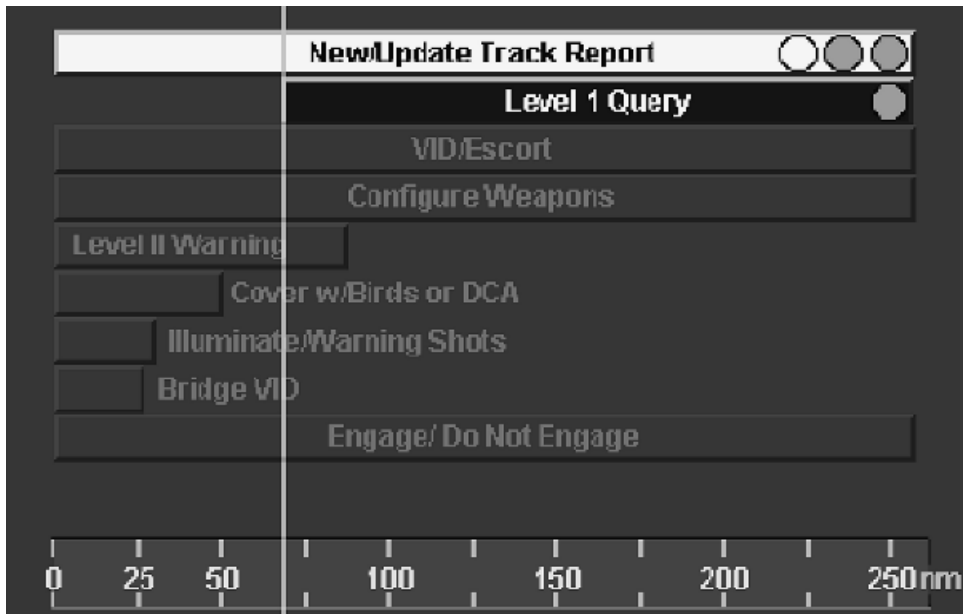 New/Update Track Report
Level 1 Query
VID/Escort
Configure Weapons
Level II Warning
Cover w/Birds or DCA
Illuminate/Warning Shots
Bridge VID
Engage/ Do Not Engage
0 25 50 100 150 200 250nm